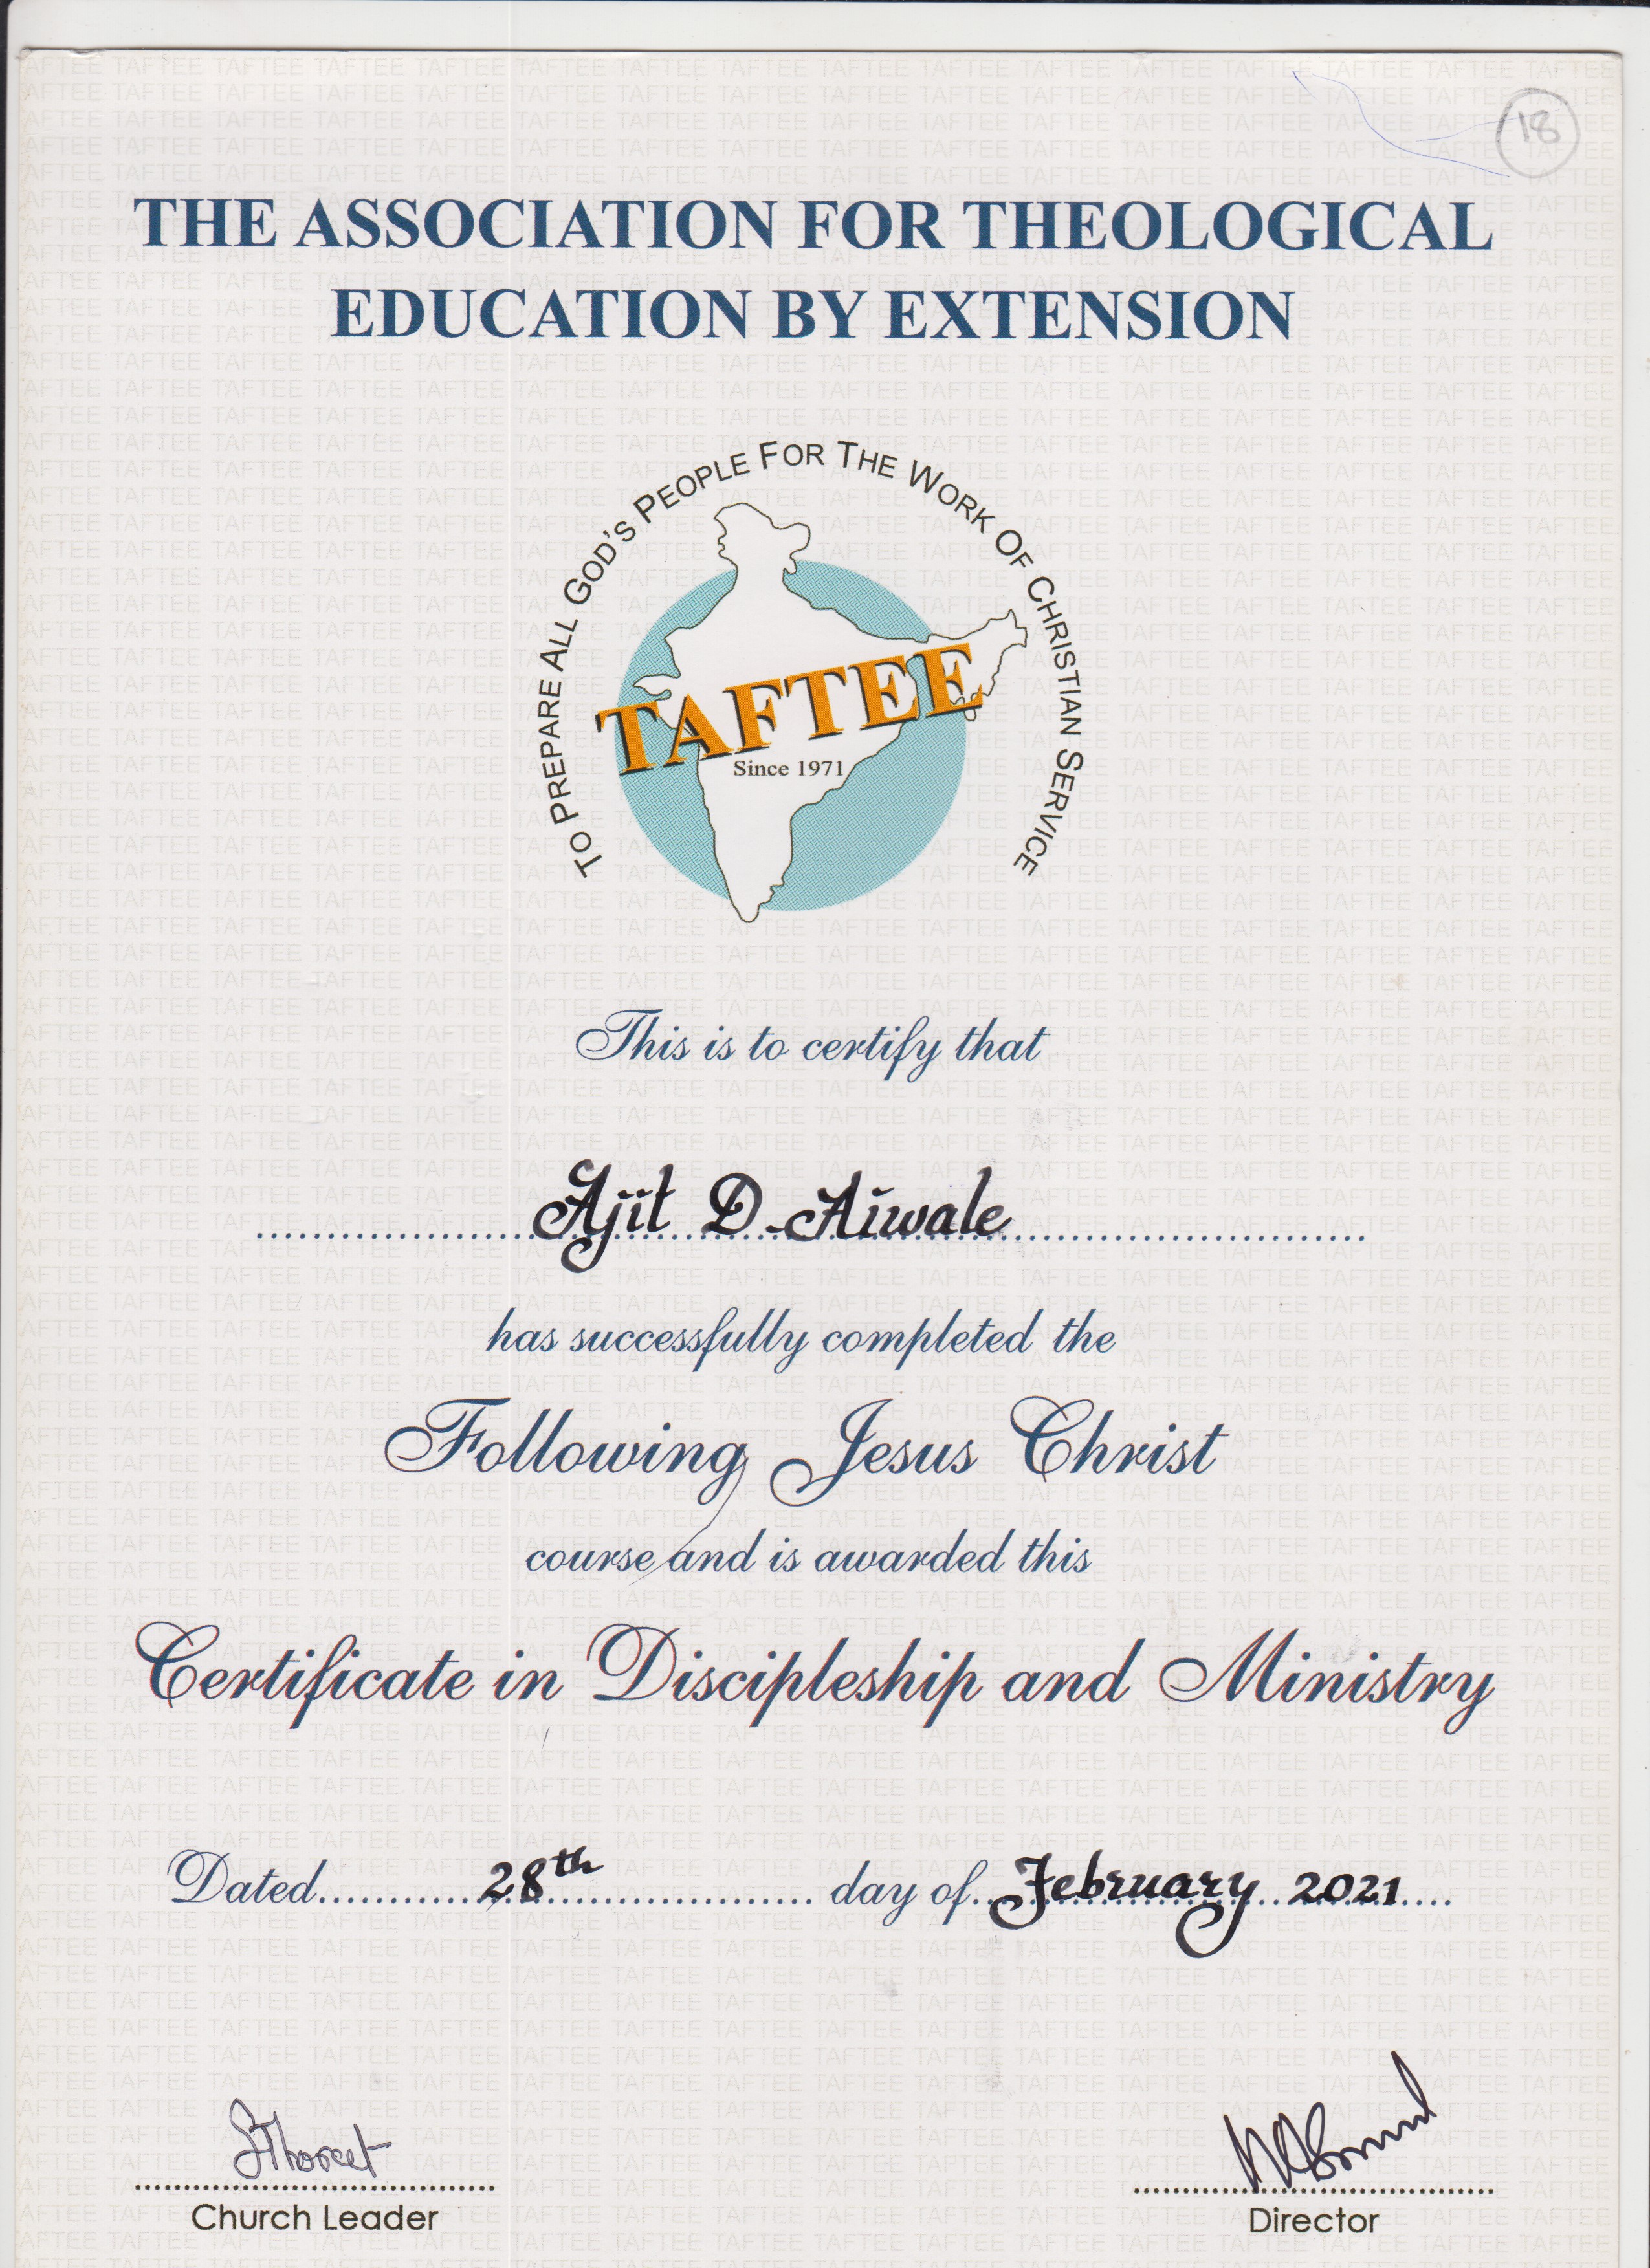 18
THE ASSOCIATION FOR THEOLOGICAL
EDUCATION BY EXTENSION
TO PREPARE ALL GOD'S PEOPLE FOR THE WORK OF CHRISTIAN SERVICE
TAFTEE
Since 1971
This is to certify that
Ajit D. Aiwale
has successfully completed the
Following Jesus Christ
course and is awarded this
Certificate in Discipleship and Ministry
Dated 28th day of February 2021
Church Leader Director